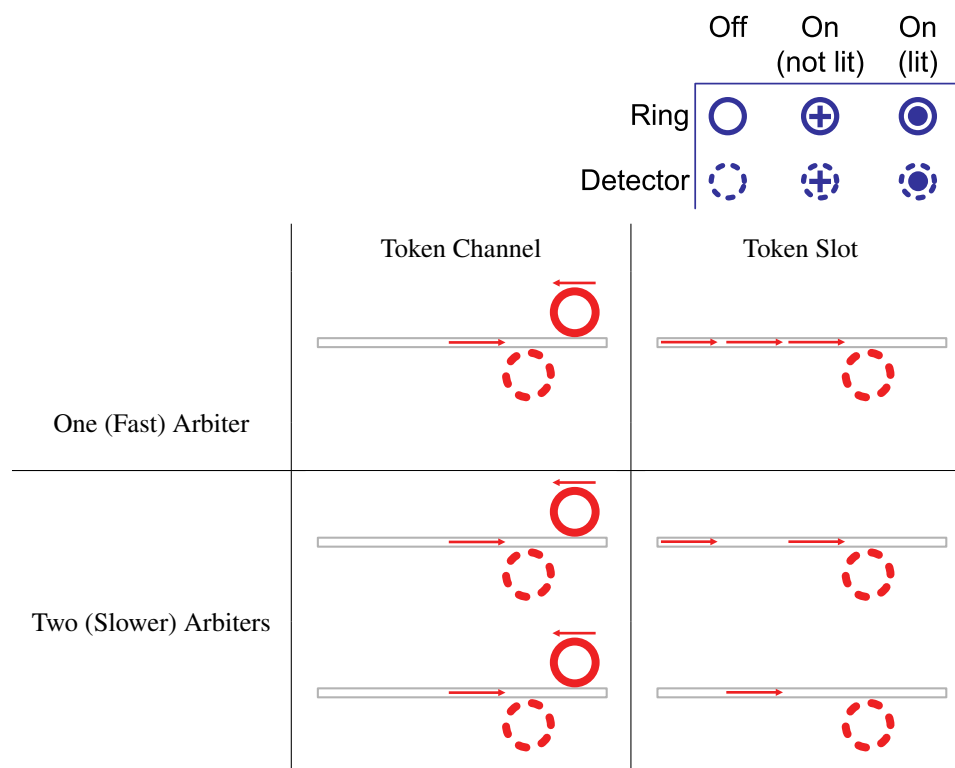 Off On On
(not lit) (lit)
Ring
Detector
Token Channel Token Slot
One (Fast) Arbiter
Two (Slower) Arbiters